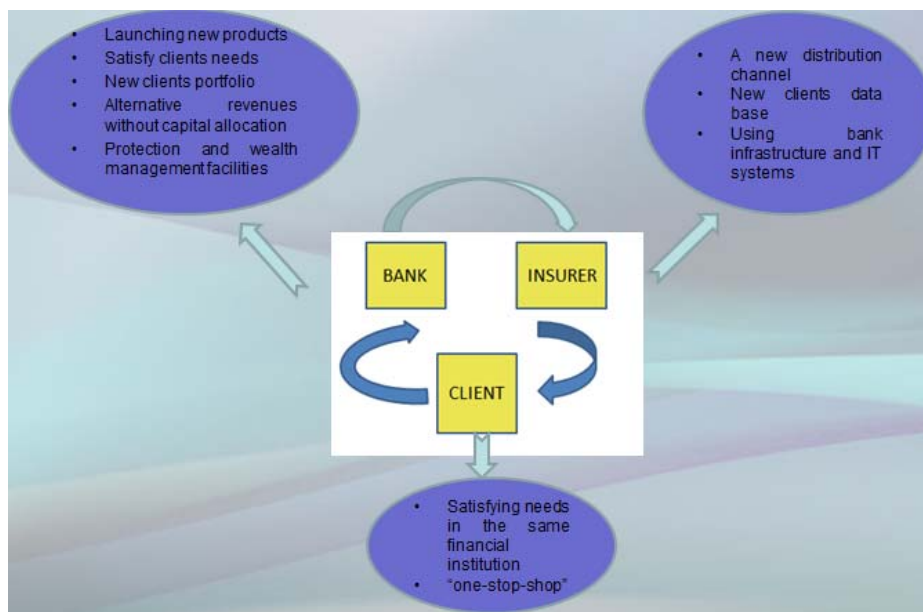 • Launching new products
• Satisfy clients needs
• New clients portfolio
• Alternative revenues
without capital allocation
• Protection and wealth
management facilities
• A new distribution
channel
• New clients data
base
• Using bank
infrastructure and IT
systems
BANK
INSURER
CLIENT
• Satisfying needs
in the same
financial
institution
• “one-stop-shop”